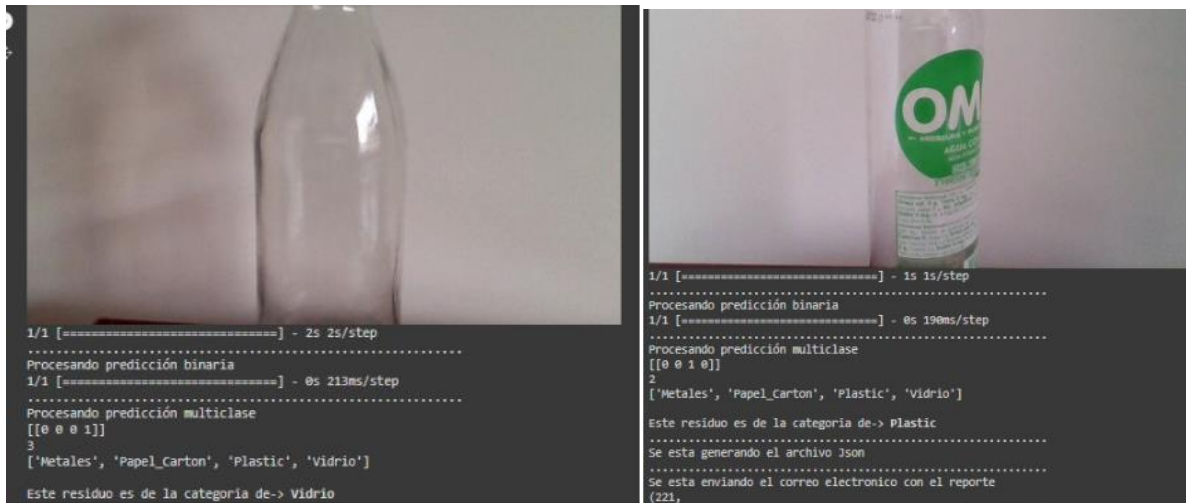 1/1 [==============================] - 2s 2s/step
Procesando predicción binaria
1/1 [==============================] - 0s 213ms/step
Procesando predicción multiclase
[[0 0 0 1]]
3
['Metales', 'Papel_Carton', 'Plastic', 'Vidrio']
Este residuo es de la categoria de-> Vidrio
OM
AGUA CO
1/1 [==============================] - 1s 1s/step
Procesando predicción binaria
1/1 [==============================] - 0s 190ms/step
Procesando predicción multiclase
[[0 0 1 0]]
2
['Metales', 'Papel_Carton', 'Plastic', 'Vidrio']
Este residuo es de la categoria de-> Plastic
Se esta generando el archivo Json
Se esta enviando el correo electronico con el reporte
(221,